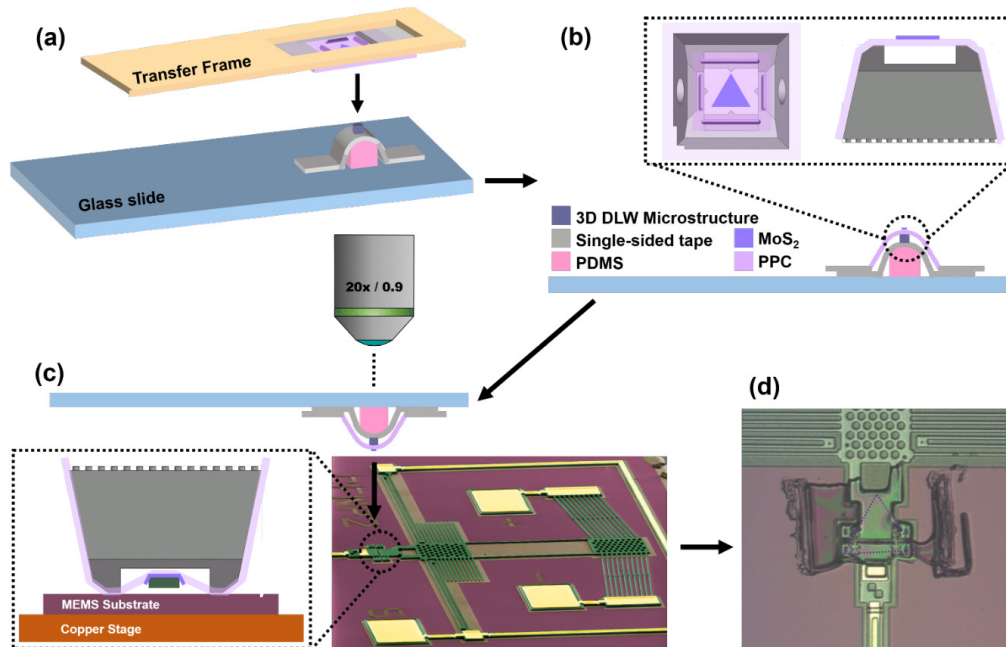 (a)
Transfer Frame
Glass slide
(b)
3D DLW Microstructure
Single-sided tape
MoS₂
PDMS
PPC
20x / 0.9
(c)
MEMS Substrate
Copper Stage
(d)